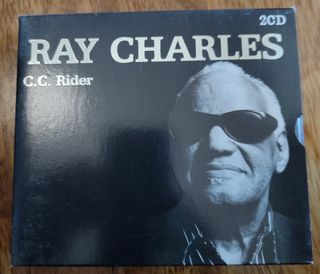 2CD
RAY CHARLES
C.C. Rider